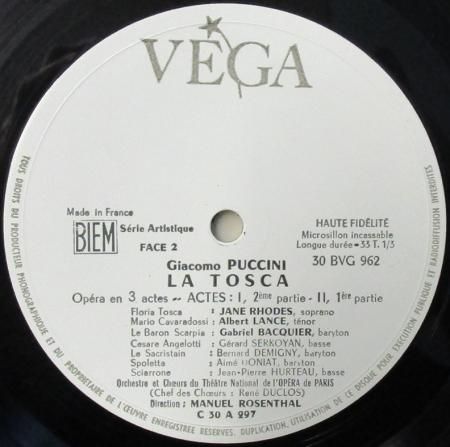 VEGA
Made in France
BIEM
Série Artistique
FACE 2
HAUTE FIDÉLITÉ
Microsillon incassable
Longue durée - 33 T. 1/3
30 BVG 962
Giacomo PUCCINI
LA TOSCA
Opéra en 3 actes ~ ACTES : I, 2ème partie - II, 1ère partie
Floria Tosca : JANE RHODES, soprano
Mario Cavaradossi : Albert LANCE, ténor
Le Baron Scarpia : Gabriel BACQUIER, baryton
Cesare Angelotti : Gérard SERKOYAN, basse
Le Sacristain : Bernard DEMIGNY, baryton
Spoletta : Aimé DONIAT, baryton
Sciarrone : Jean-Pierre HURTEAU, basse
Orchestre et Chœurs du Théâtre National de l'OPÉRA de PARIS
(Chef des Chœurs : René DUCLOS)
Direction : MANUEL ROSENTHAL
C 30 A 997
TOUS DROITS DU PRODUCTEUR PHONOGRAPHIQUE ET DU PROPRIÉTAIRE DE L'ŒUVRE ENREGISTRÉE RÉSERVÉS. DUPLICATION, UTILISATION DE CE DISQUE POUR EXÉCUTION PUBLIQUE ET RADIODIFFUSION INTERDITES